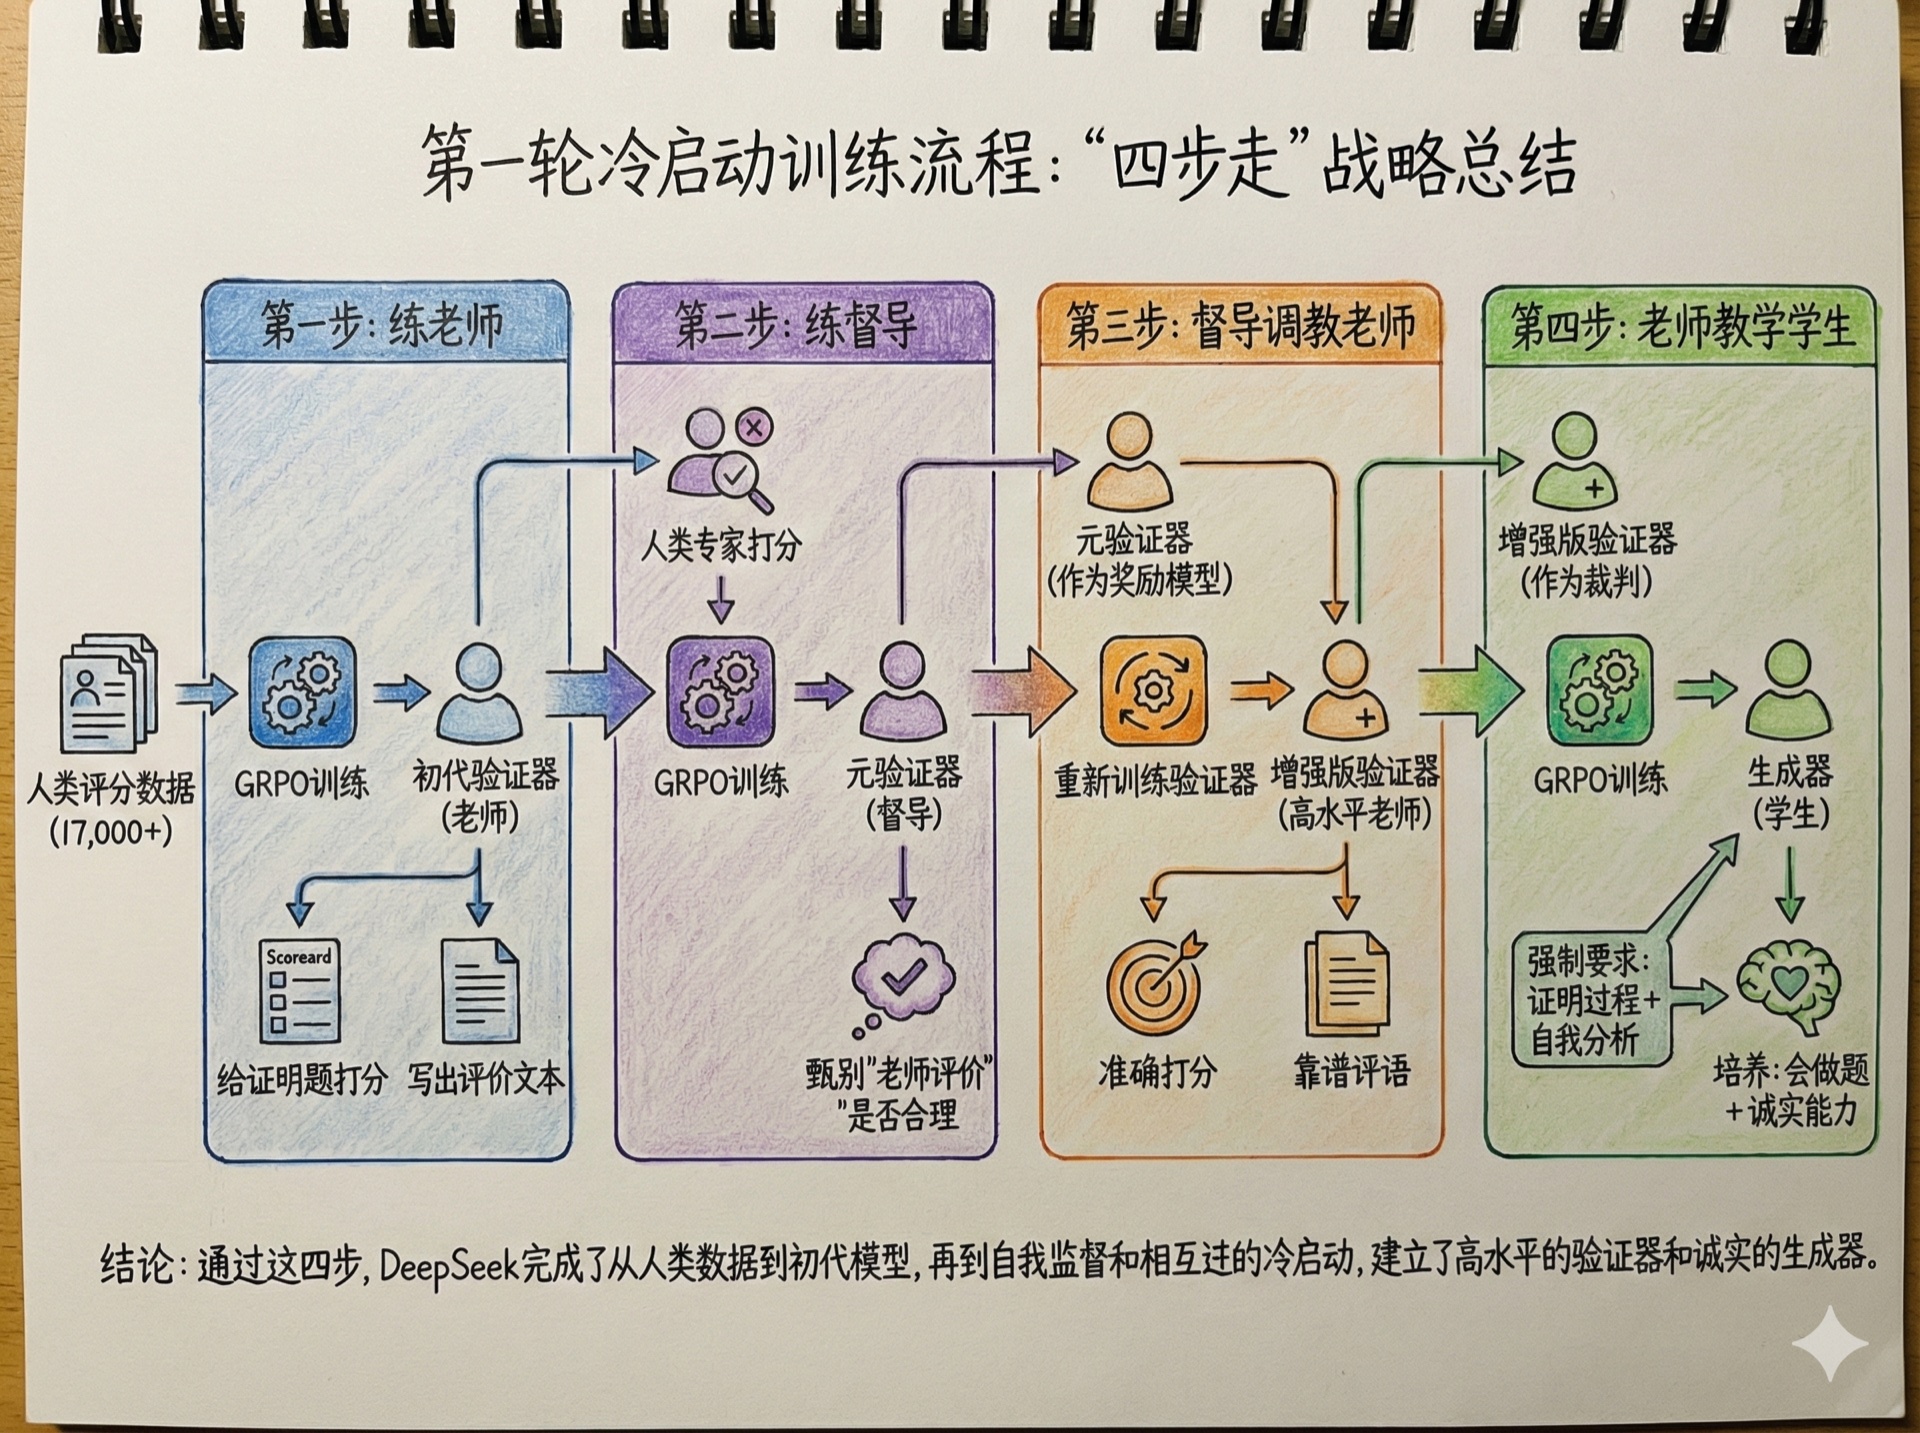 第一轮冷启动训练流程：“四步走”战略总结
第一步：练老师
人类评分数据
(17,000+)
GRPO训练
初代验证器
(老师)
Scoreard
给证明题打分
写出评价文本
第二步：练督导
人类专家打分
GRPO训练
元验证器
(督导)
甄别"老师评价"
"是否合理
第三步：督导调教老师
元验证器
(作为奖励模型)
重新训练验证器
增强版验证器
(高水平老师)
准确打分
靠谱评语
第四步：老师教学学生
增强版验证器
(作为裁判)
GRPO训练
生成器
(学生)
强制要求：
证明过程+
自我分析
培养：会做题
+诚实能力
结论：通过这四步，DeepSeek完成了从人类数据到初代模型，再到自我监督和相互进的冷启动，建立了高水平的验证器和诚实的生成器。